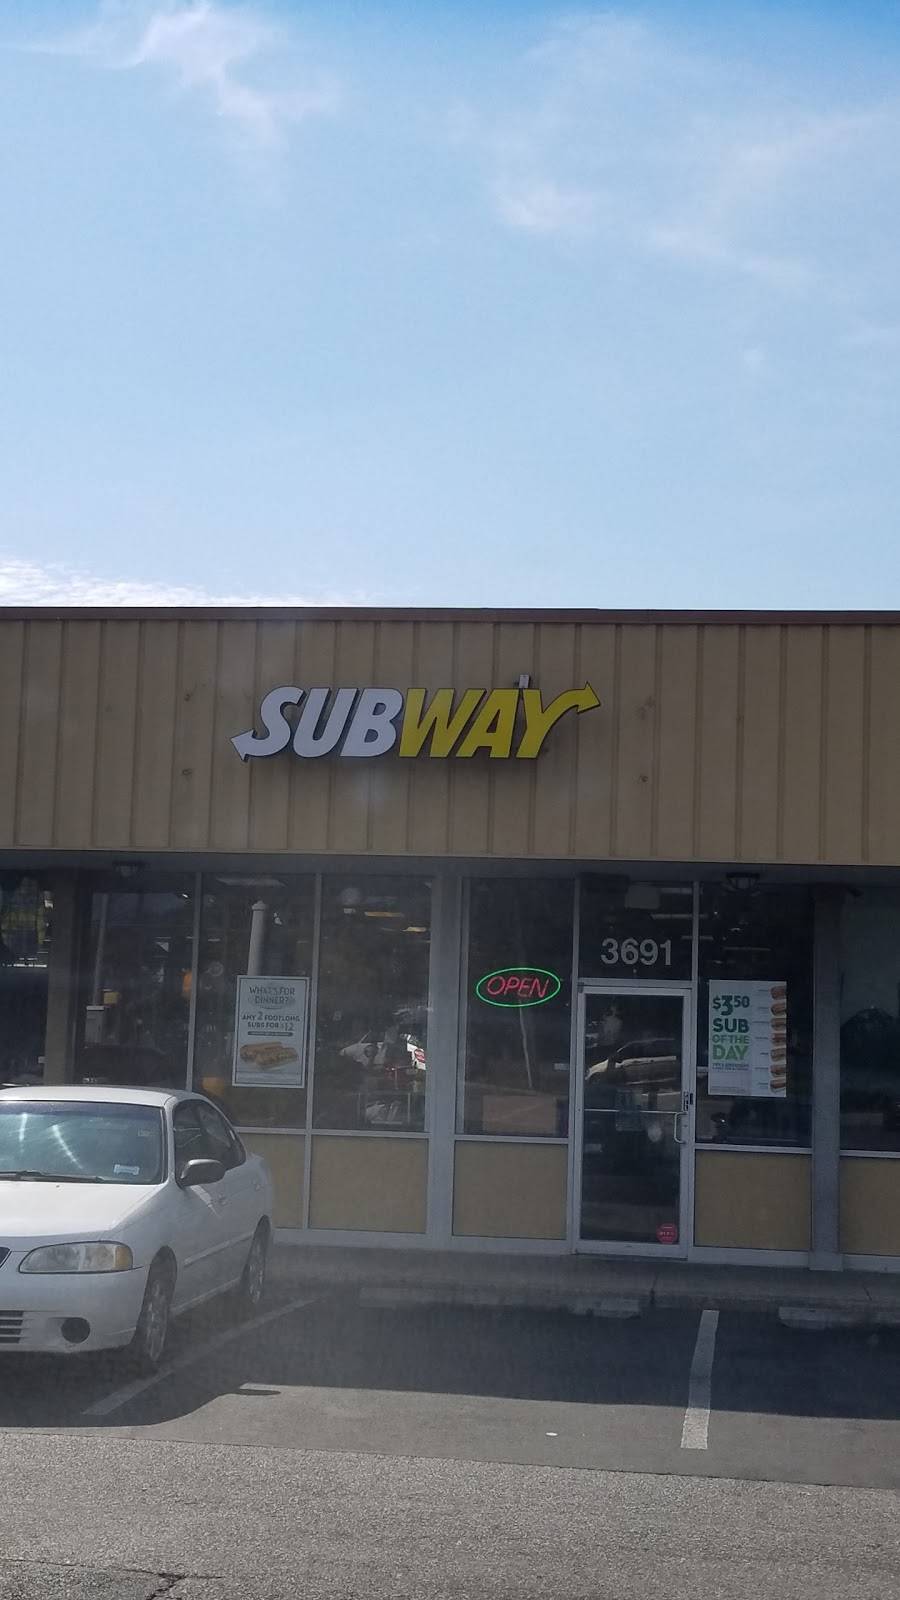 SUBWAY
3691
OPEN
WHAT'S FOR
DINNER?
ANY 2 FOOTLONG
SUBS FOR $12
$3.50
SUB
OF THE
DAY